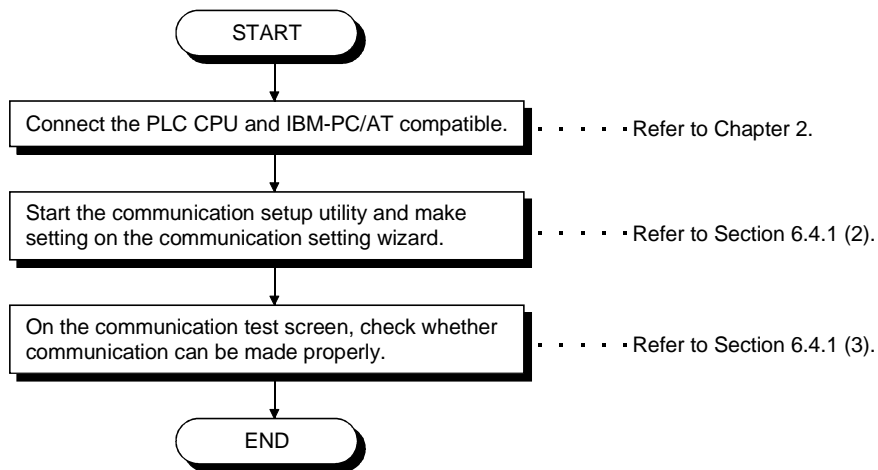 START
Connect the PLC CPU and IBM-PC/AT compatible.
Refer to Chapter 2.
Start the communication setup utility and make
setting on the communication setting wizard.
Refer to Section 6.4.1 (2).
On the communication test screen, check whether
communication can be made properly.
Refer to Section 6.4.1 (3).
END